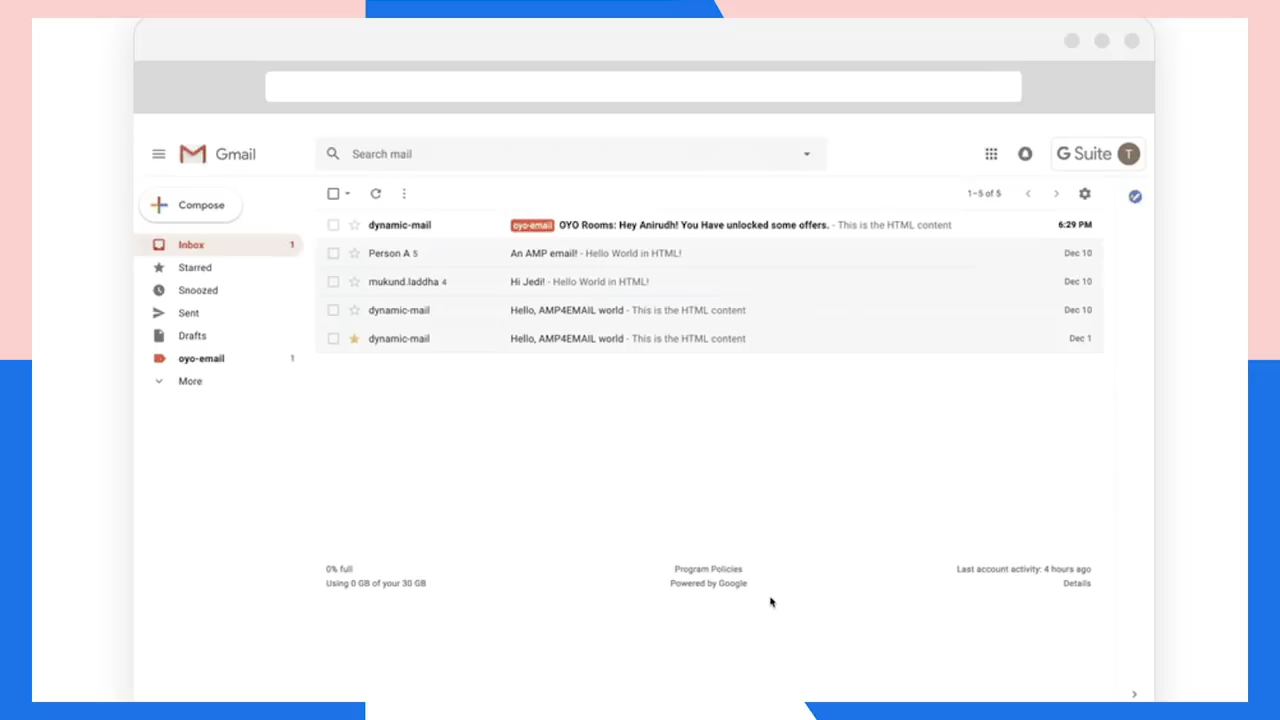 Gmail
Search mail
G Suite T
Compose
1-5 of 5
Inbox 1
Starred
Snoozed
Sent
Drafts
oyo-email 1
More
dynamic-mail oyo-email OYO Rooms: Hey Anirudh! You Have unlocked some offers. - This is the HTML content 6:29 PM
Person A 5 An AMP email! - Hello World in HTML! Dec 10
mukund.laddha 4 Hi Jedi! - Hello World in HTML! Dec 10
dynamic-mail Hello, AMP4EMAIL world - This is the HTML content Dec 10
dynamic-mail Hello, AMP4EMAIL world - This is the HTML content Dec 1
0% full Program Policies Last account activity: 4 hours ago
Using 0 GB of your 30 GB Powered by Google Details